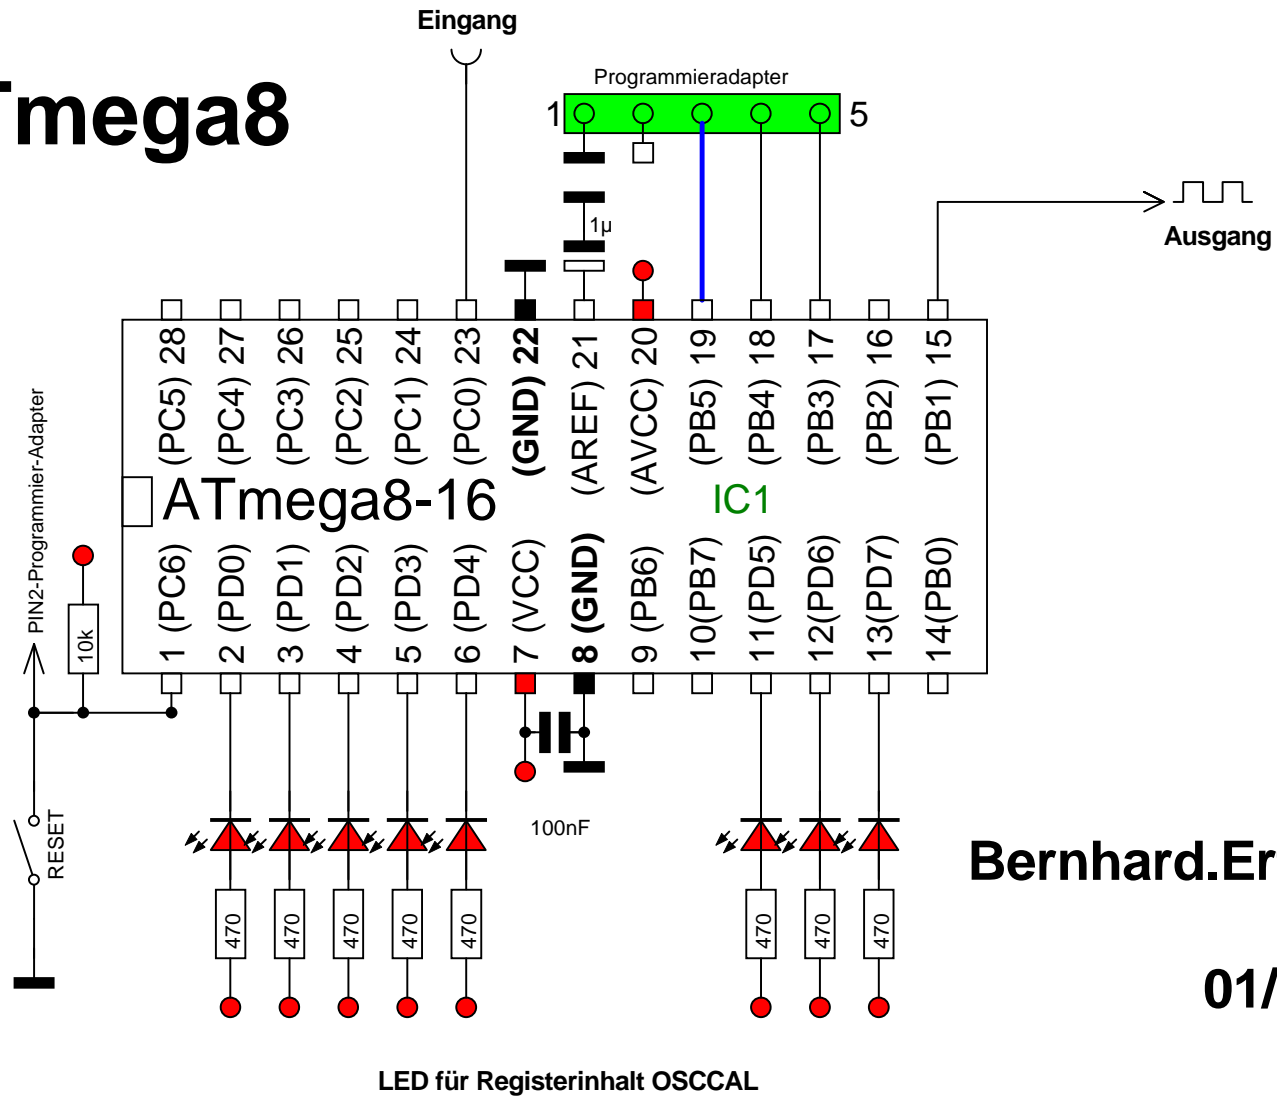 Eingang
Tmega8
Programmieradapter
1
5
1µ
Ausgang
(PC5) 28
(PC4) 27
(PC3) 26
(PC2) 25
(PC1) 24
(PC0) 23
(GND) 22
(AREF) 21
(AVCC) 20
(PB5) 19
(PB4) 18
(PB3) 17
(PB2) 16
(PB1) 15
PIN2-Programmier-Adapter
ATmega8-16
IC1
10k
1 (PC6)
2 (PD0)
3 (PD1)
4 (PD2)
5 (PD3)
6 (PD4)
7 (VCC)
8 (GND)
9 (PB6)
10(PB7)
11(PD5)
12(PD6)
13(PD7)
14(PB0)
RESET
100nF
Bernhard.Er
470
470
470
470
470
470
470
470
01/
LED für Registerinhalt OSCCAL